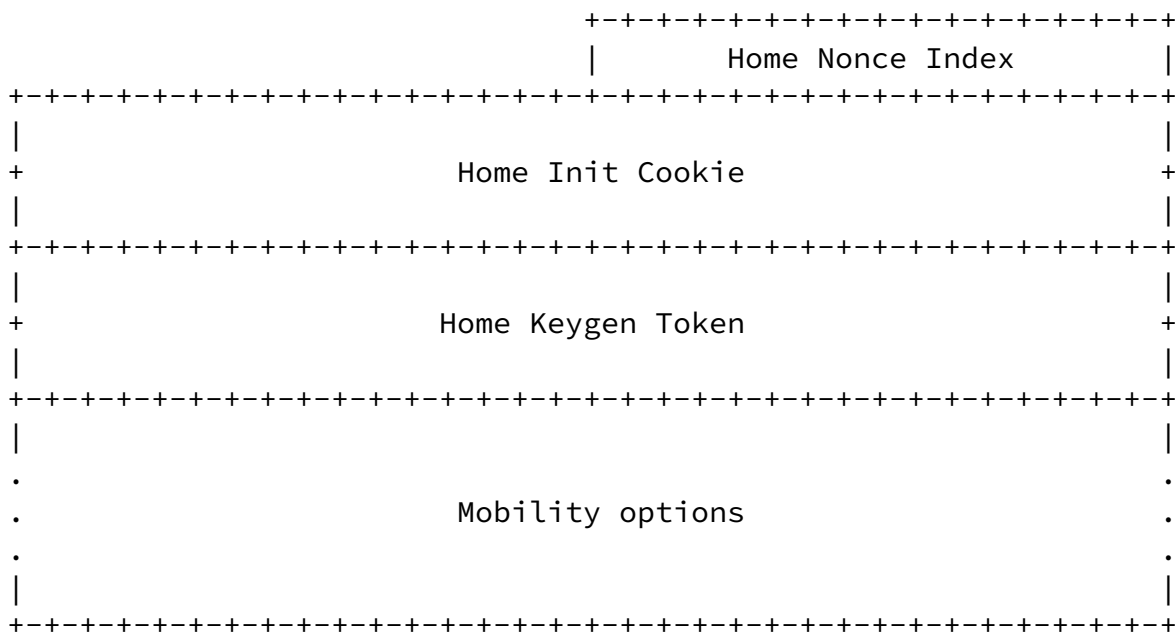 Home Nonce Index
Home Init Cookie
Home Keygen Token
Mobility options